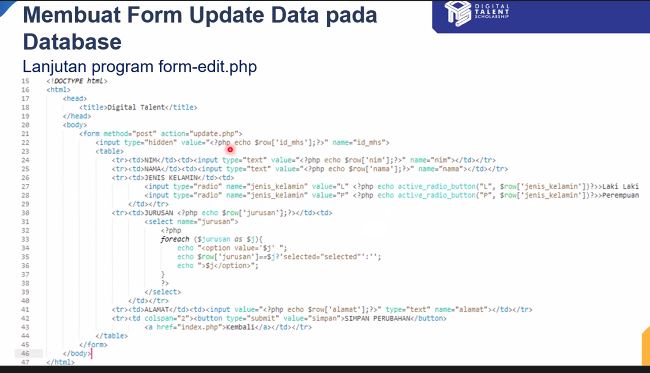 Membuat Form Update Data pada
Database
DIGITAL
TALENT
SCHOLARSHIP
Lanjutan program form-edit.php
15 <!DOCTYPE html>
16 <html>
17 <head>
18 <title>Digital Talent</title>
19 </head>
20 <body>
21 <form method="post" action="update.php">
22 <input type="hidden" value="<?php echo $row['id_mhs'];?>" name="id_mhs">
23 <table>
24 <tr><td>NIM</td><td><input type="text" value="<?php echo $row['nim'];?>" name="nim"></td></tr>
25 <tr><td>NAMA</td><td><input type="text" value="<?php echo $row['nama'];?>" name="nama"></td></tr>
26 <tr><td>JENIS KELAMIN</td><td>
27 <input type="radio" name="jenis_kelamin" value="L" <?php echo active_radio_button("L", $row['jenis_kelamin'])?>>Laki Laki
28 <input type="radio" name="jenis_kelamin" value="P" <?php echo active_radio_button("P", $row['jenis_kelamin'])?>>Perempuan
29 </td></tr>
30 <tr><td>JURUSAN <?php echo $row['jurusan'];?></td><td>
31 <select name="jurusan">
32 <?php
33 foreach ($jurusan as $j){
34 echo "<option value='$j' ";
35 echo $row['jurusan']==$j?'selected="selected"':'';
36 echo ">$j</option>";
37 }
38 ?>
39 </select>
40 </td></tr>
41 <tr><td>ALAMAT</td><td><input value="<?php echo $row['alamat'];?>" type="text" name="alamat"></td></tr>
42 <tr><td colspan="2"><button type="submit" value="simpan">SIMPAN PERUBAHAN</button>
43 <a href="index.php">Kembali</a></td></tr>
44 </table>
45 </form>
46 </body>
47 </html>